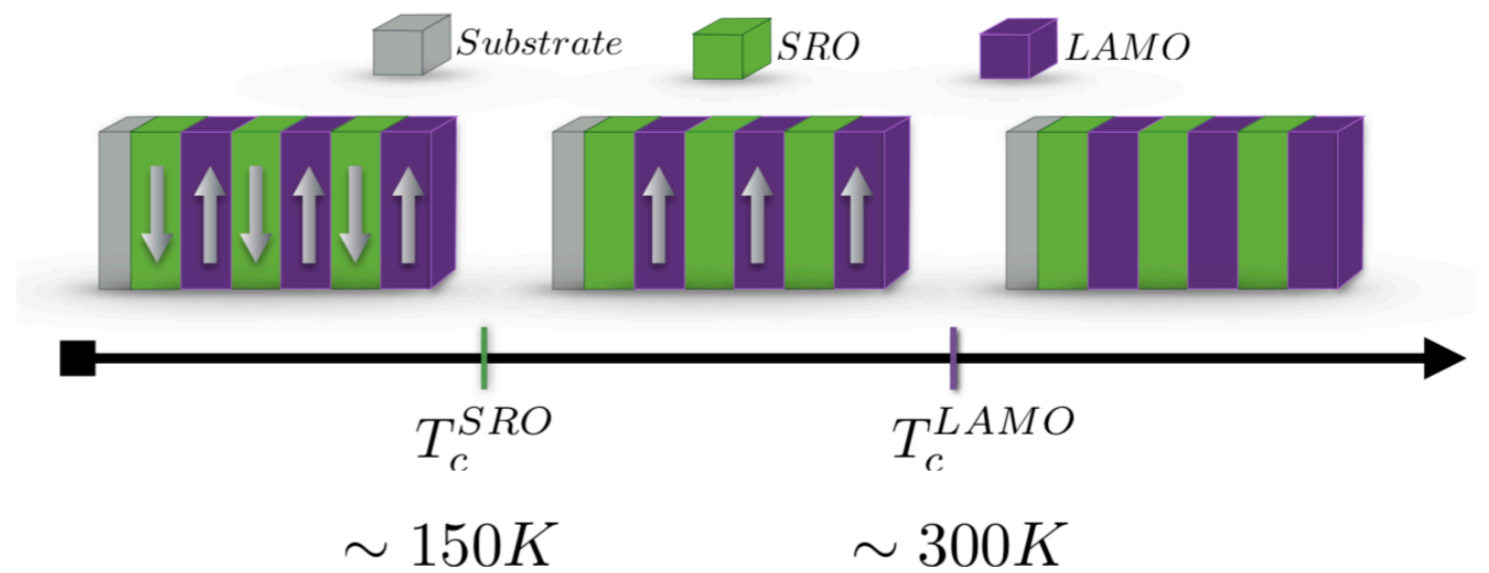 Substrate SRO LAMO
T_c^{SRO} T_c^{LAMO}
~ 150K ~ 300K